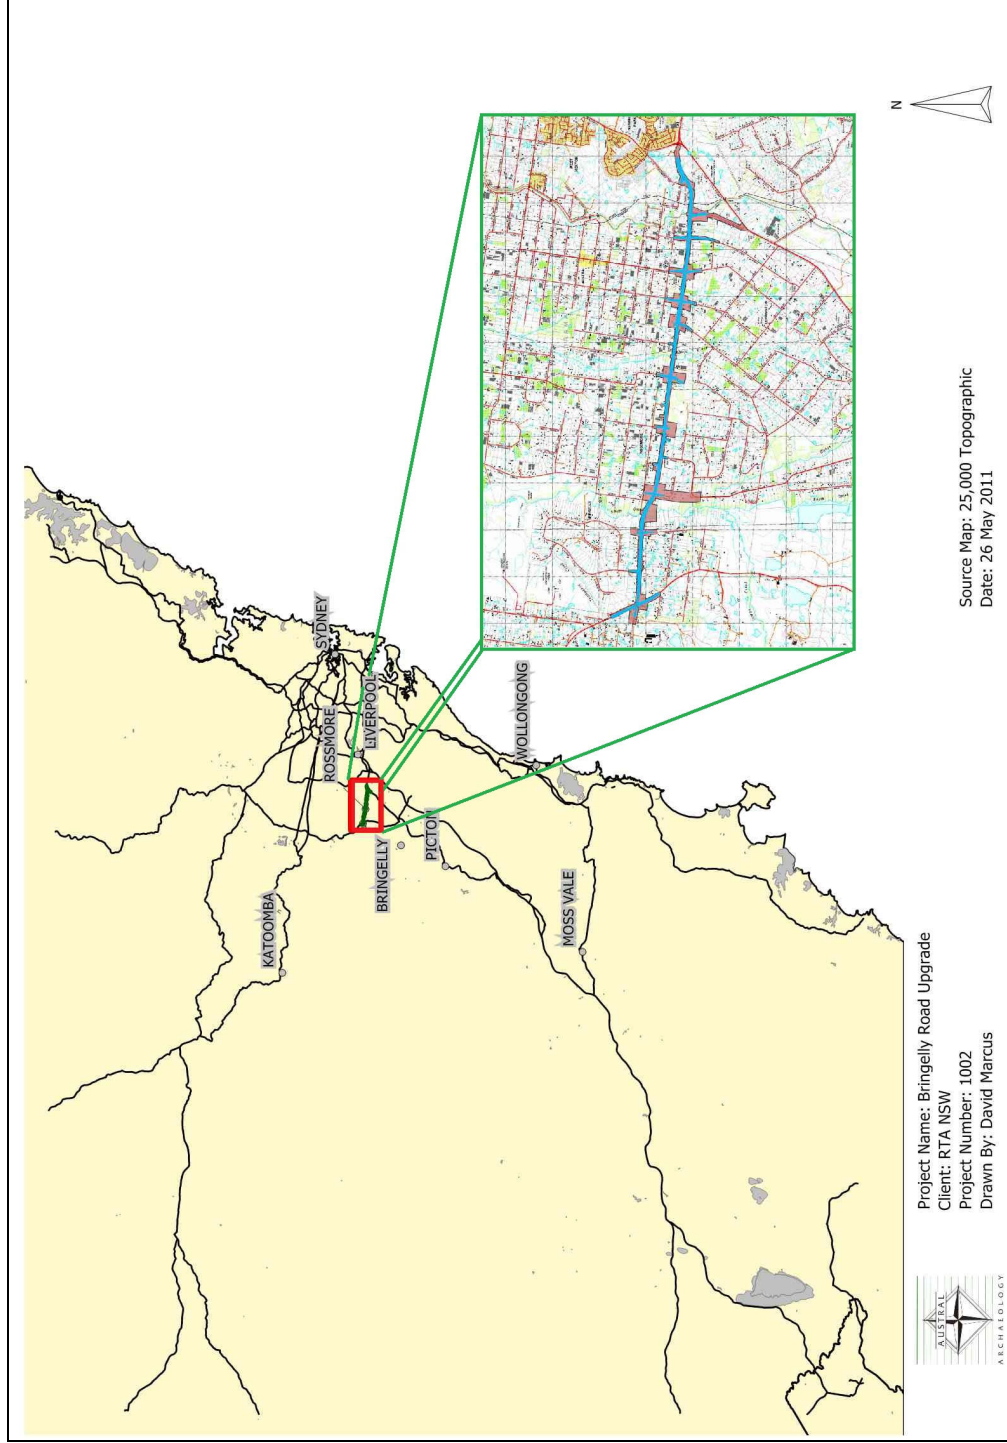 SYDNEY
ROSSMORE
LIVERPOOL
KATOOMBA
BRINGELLY
PICTON
WOLLONGONG
MOSS VALE
N
AUSTRAL
ARCHAEOLOGY
Project Name: Bringelly Road Upgrade
Client: RTA NSW
Project Number: 1002
Drawn By: David Marcus
Source Map: 25,000 Topographic
Date: 26 May 2011